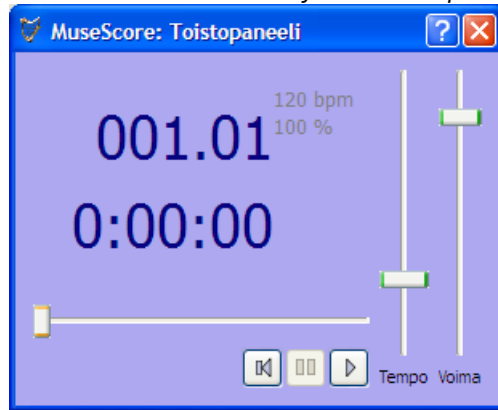 MuseScore: Toistopaneeli
120 bpm
001.01
100 %
0:00:00
Tempo Voima